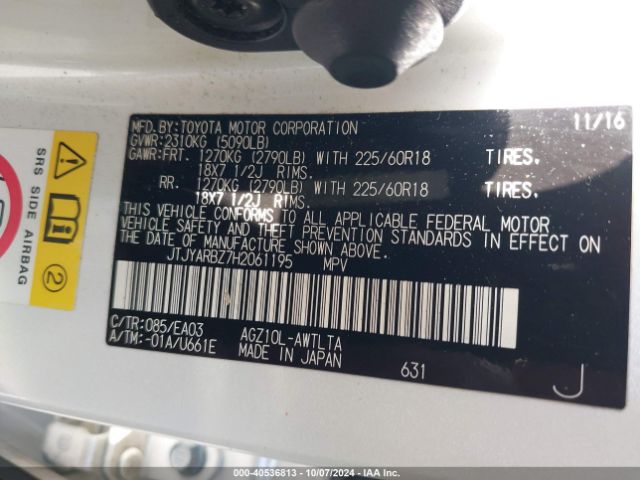 MFD.BY:TOYOTA MOTOR CORPORATION 11/16
GVWR:2310KG (5090LB)
GAWR:FRT. 1270KG (2790LB) WITH 225/60R18 TIRES.
18X7 1/2J RIMS.
RR. 1270KG (2790LB) WITH 225/60R18 TIRES.
18X7 1/2J RIMS.
THIS VEHICLE CONFORMS TO ALL APPLICABLE FEDERAL MOTOR
VEHICLE SAFETY AND THEFT PREVENTION STANDARDS IN EFFECT ON
THE DATE OF MANUFACTURE SHOWN ABOVE.
JTJYARBZ7H2061195 MPV
C/TR:085/EA03 AGZ10L-AWTLTA
A/TM:-01A/U661E MADE IN JAPAN
631 J
SRS SIDE AIRBAG
2
000-40536813 - 10/07/2024 - IAA Inc.